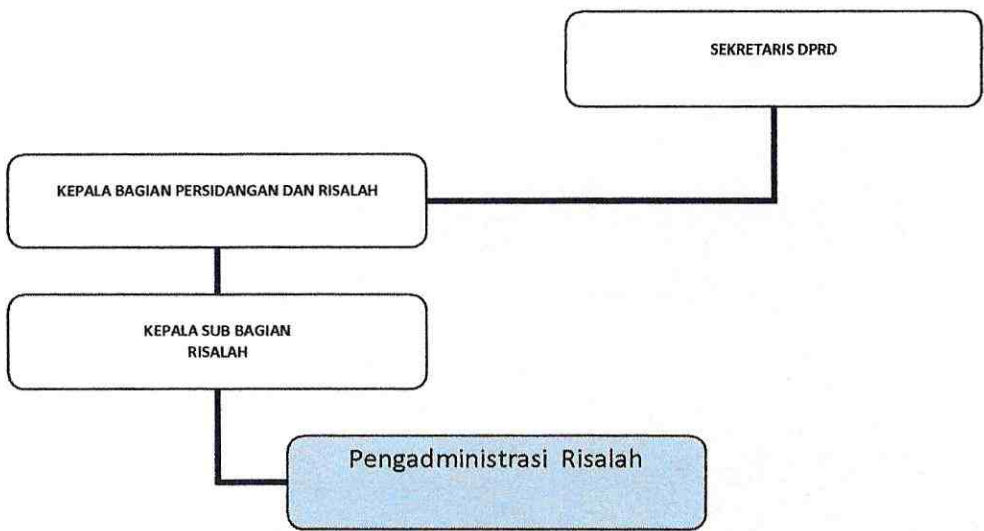 SEKRETARIS DPRD
KEPALA BAGIAN PERSIDANGAN DAN RISALAH
KEPALA SUB BAGIAN
RISALAH
Pengadministrasi Risalah